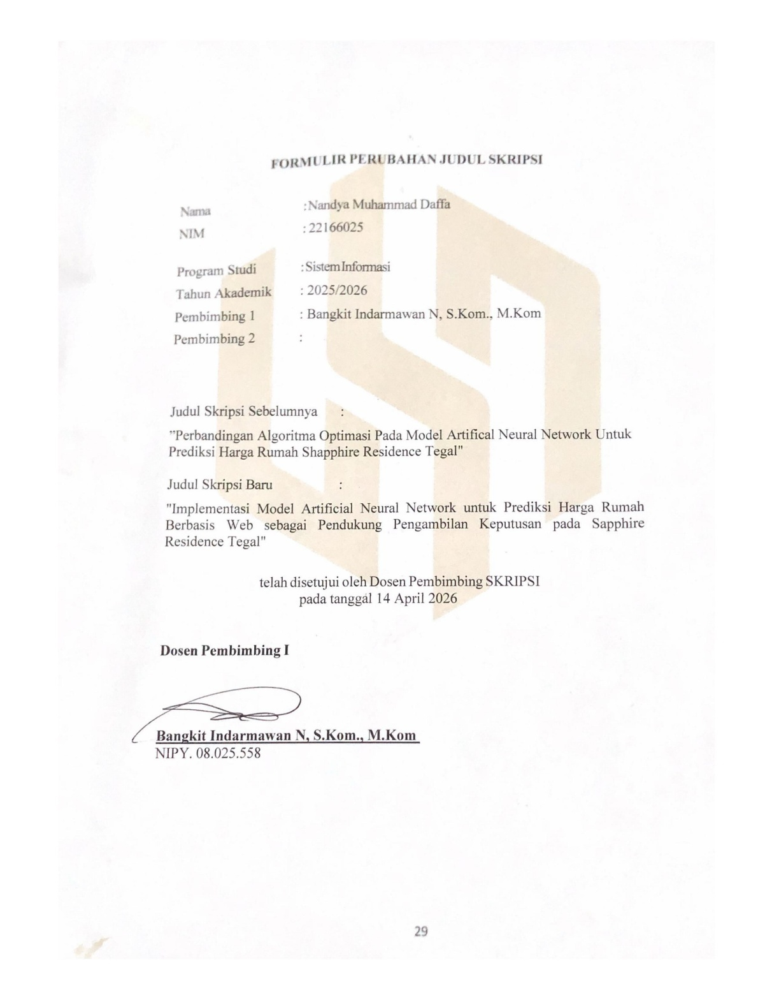 FORMULIR PERUBAHAN JUDUL SKRIPSI
Nama : Nandya Muhammad Daffa
NIM : 22166025
Program Studi : Sistem Informasi
Tahun Akademik : 2025/2026
Pembimbing 1 : Bangkit Indarmawan N, S.Kom., M.Kom
Pembimbing 2 :
Judul Skripsi Sebelumnya :
"Perbandingan Algoritma Optimasi Pada Model Artifical Neural Network Untuk
Prediksi Harga Rumah Shapphire Residence Tegal"
Judul Skripsi Baru :
"Implementasi Model Artificial Neural Network untuk Prediksi Harga Rumah
Berbasis Web sebagai Pendukung Pengambilan Keputusan pada Sapphire
Residence Tegal"
telah disetujui oleh Dosen Pembimbing SKRIPSI
pada tanggal 14 April 2026
Dosen Pembimbing I
Bangkit Indarmawan N, S.Kom., M.Kom
NIPY. 08.025.558
29